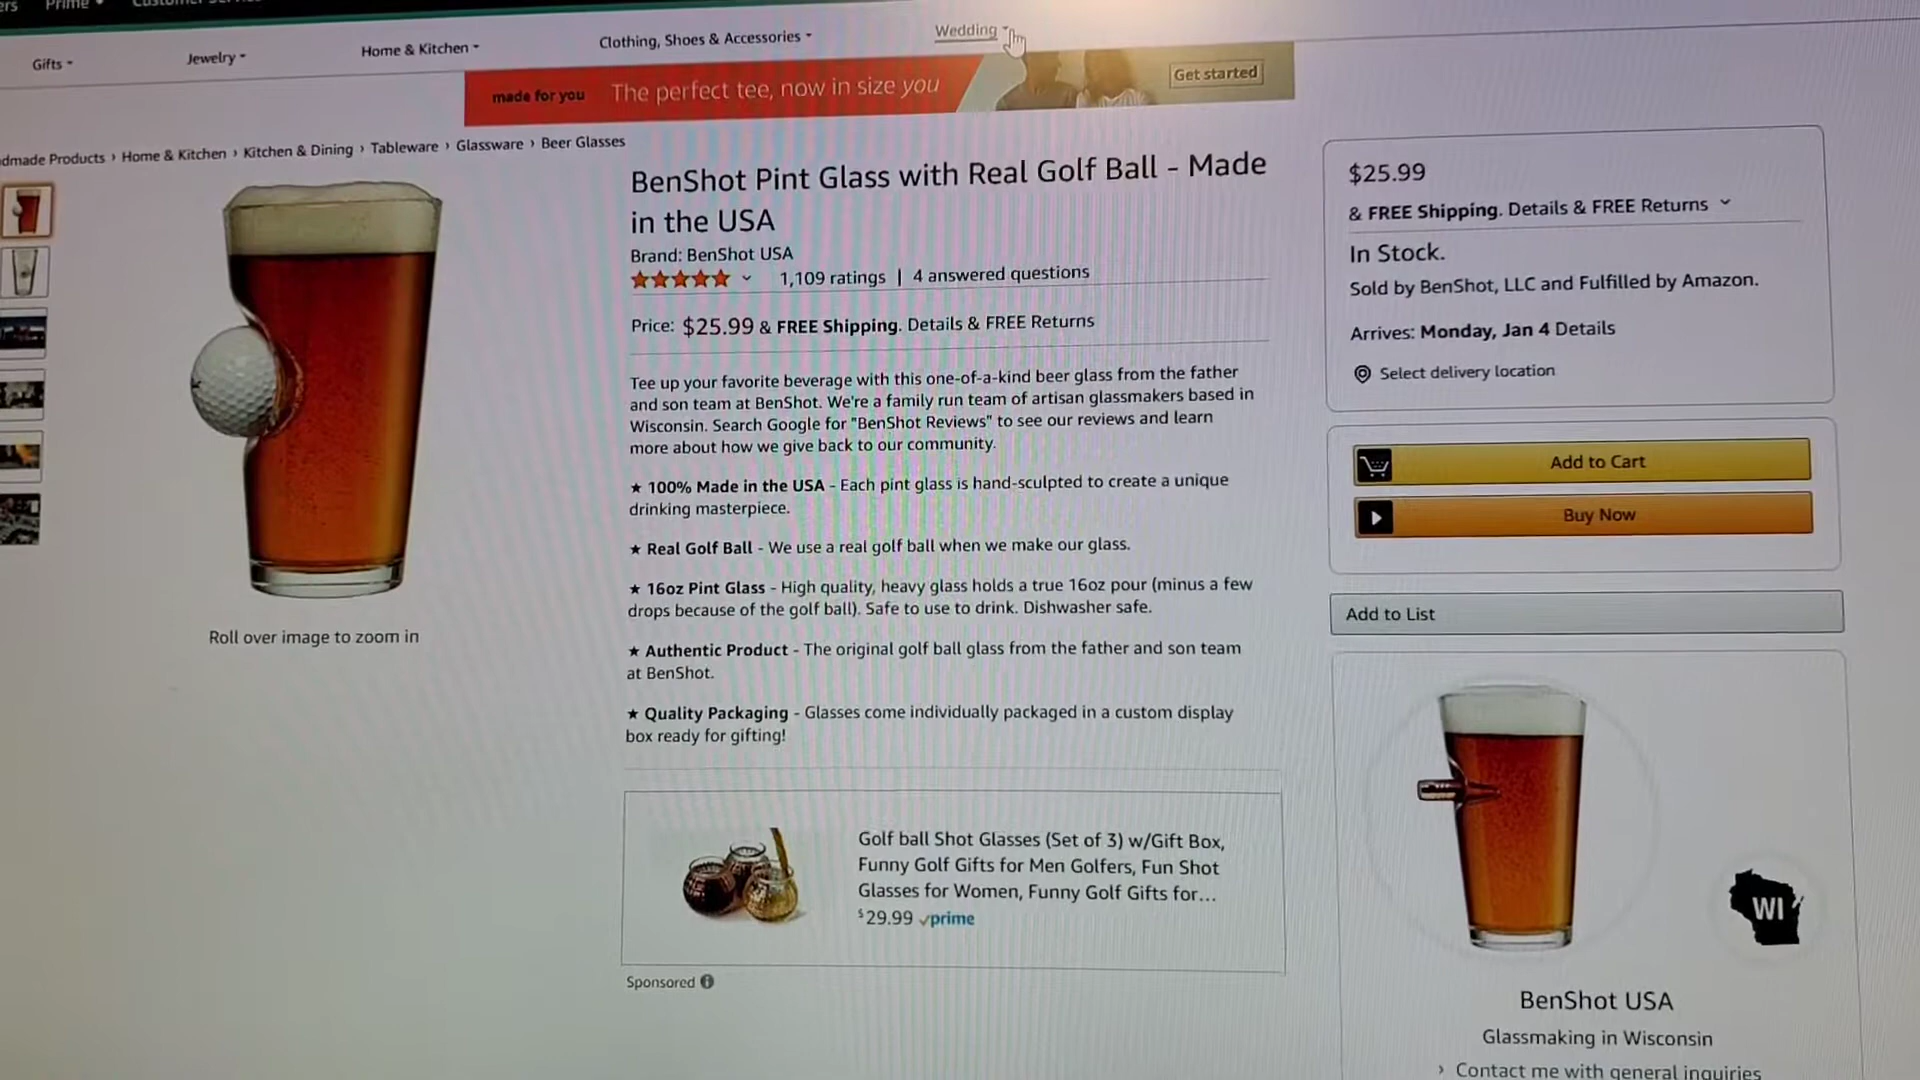 Prime
Gifts
Jewelry
Home & Kitchen
Clothing, Shoes & Accessories
Wedding
made for you The perfect tee, now in size you Get started
Products › Home & Kitchen › Kitchen & Dining › Tableware › Glassware › Beer Glasses
BenShot Pint Glass with Real Golf Ball - Made
in the USA
Brand: BenShot USA
1,109 ratings | 4 answered questions
Price: $25.99 & FREE Shipping. Details & FREE Returns
Tee up your favorite beverage with this one-of-a-kind beer glass from the father
and son team at BenShot. We're a family run team of artisan glassmakers based in
Wisconsin. Search Google for "BenShot Reviews" to see our reviews and learn
more about how we give back to our community.
★ 100% Made in the USA - Each pint glass is hand-sculpted to create a unique
drinking masterpiece.
★ Real Golf Ball - We use a real golf ball when we make our glass.
★ 16oz Pint Glass - High quality, heavy glass holds a true 16oz pour (minus a few
drops because of the golf ball). Safe to use to drink. Dishwasher safe.
★ Authentic Product - The original golf ball glass from the father and son team
at BenShot.
★ Quality Packaging - Glasses come individually packaged in a custom display
box ready for gifting!
Roll over image to zoom in
Golf ball Shot Glasses (Set of 3) w/Gift Box,
Funny Golf Gifts for Men Golfers, Fun Shot
Glasses for Women, Funny Golf Gifts for...
$29.99 prime
Sponsored
$25.99
& FREE Shipping. Details & FREE Returns
In Stock.
Sold by BenShot, LLC and Fulfilled by Amazon.
Arrives: Monday, Jan 4 Details
Select delivery location
Add to Cart
Buy Now
Add to List
WI
BenShot USA
Glassmaking in Wisconsin
› Contact me with general inquiries